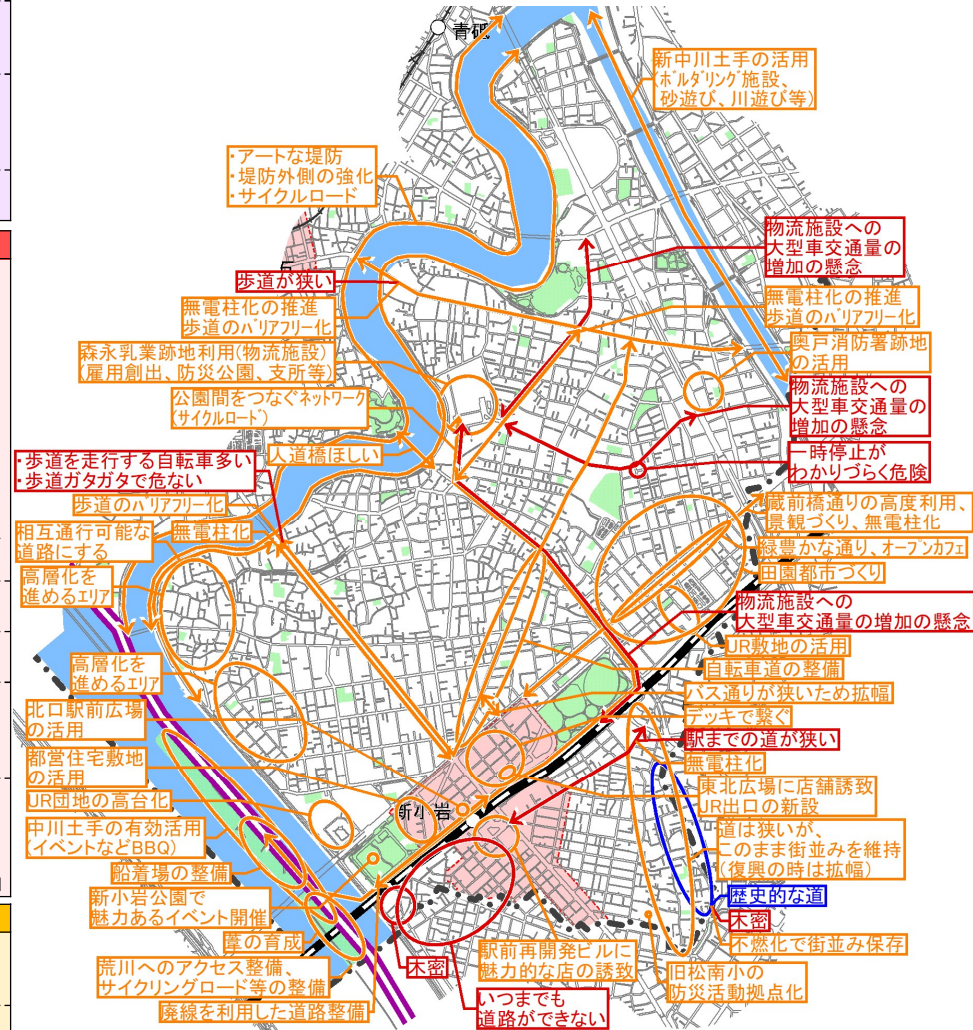 青砥
新中川土手の活用
(ボルダリング施設、
砂遊び、川遊び等)
・アートな堤防
・堤防外側の強化
・サイクルロード
物流施設への
大型車交通量の
増加の懸念
歩道が狭い
無電柱化の推進
歩道のバリアフリー化
無電柱化の推進
歩道のバリアフリー化
森永乳業跡地利用(物流施設)
(雇用創出、防災公園、支所等)
奥戸消防署跡地
の活用
公園間をつなぐネットワーク
(サイクルロード)
物流施設への
大型車交通量の
増加の懸念
人道橋ほしい
・歩道を走行する自転車多い
・歩道ガタガタで危ない
一時停止が
わかりづらく危険
歩道のバリアフリー化
蔵前橋通りの高度利用、
景観づくり、無電柱化
相互通行可能な
道路にする
無電柱化
緑豊かな通り、オープンカフェ
高層化を
進めるエリア
田園都市づくり
物流施設への
大型車交通量の増加の懸念
UR敷地の活用
高層化を
進めるエリア
自転車道の整備
バス通りが狭いため拡幅
北口駅前広場
の活用
デッキで繋ぐ
駅までの道が狭い
都営住宅敷地
の活用
無電柱化
東北広場に店舗誘致
JR出口の新設
UR団地の高台化
新小岩
中川土手の有効活用
(イベントなどBBQ)
道は狭いが、
このまま街並みを維持
(復興の時は拡幅)
船着場の整備
新小岩公園で
魅力あるイベント開催
歴史的な道
木密
葦の育成
不燃化で街並み保存
荒川へのアクセス整備、
サイクリングロード等の整備
木密
駅前再開発ビルに
魅力的な店の誘致
旧松南小の
防災活動拠点化
廃線を利用した道路整備
いつまでも
道路ができない